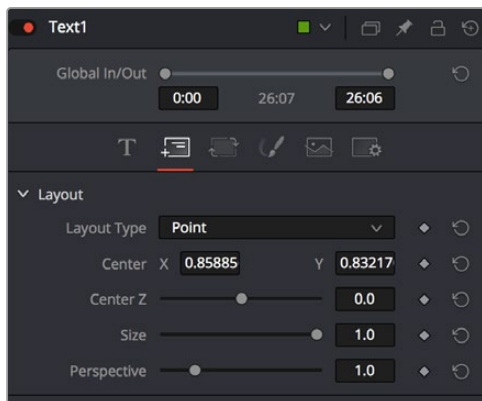 Text1
Global In/Out
0:00 26:07 26:06
T
Layout
Layout Type Point
Center X 0.85885 Y 0.83217
Center Z 0.0
Size 1.0
Perspective 1.0